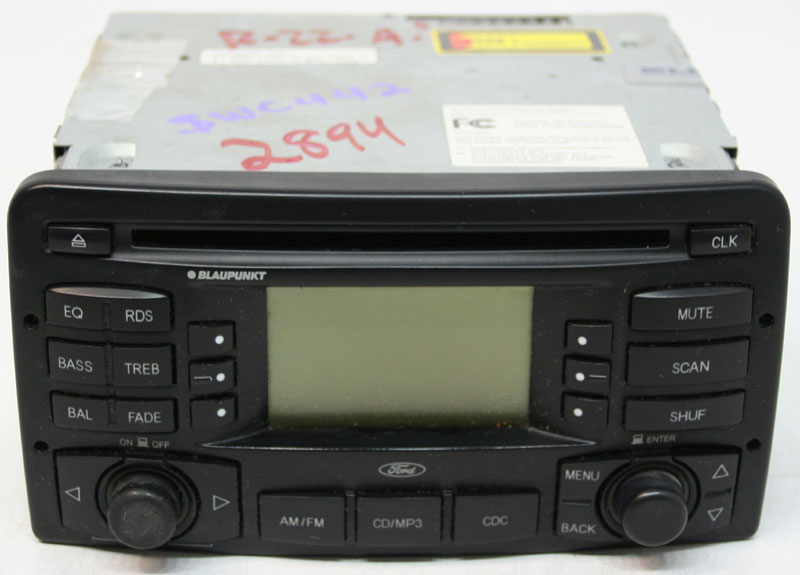 R-22-A
SWC442
2894
FC
CLK
BLAUPUNKT
EQ RDS MUTE
BASS TREB SCAN
BAL FADE SHUF
ON OFF ENTER
Ford
MENU
AM/FM CD/MP3 CDC
BACK